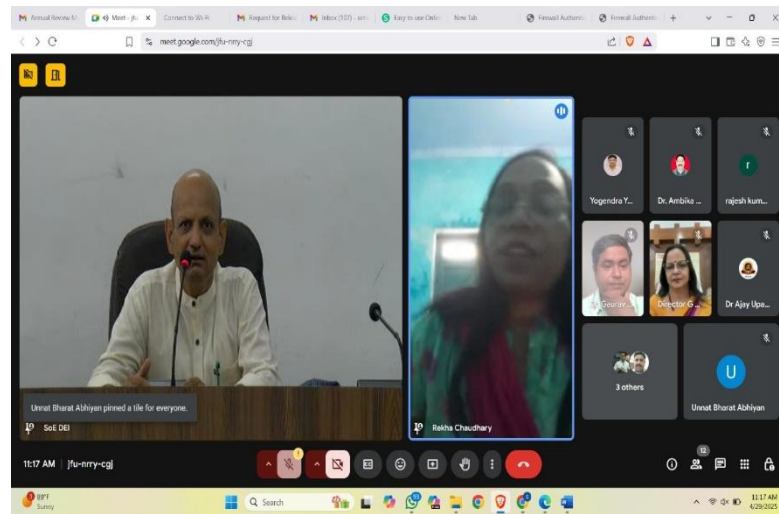 Annual Review M
Meet - jfu
Connect to Wi-Fi
Request for Relea
Inbox (107)
Easy to use Onlin
New Tab
Firewall Authentic
Firewall Authentic
meet.google.com/jfu-nrry-cgj
Yogendra Y...
Dr. Ambika ...
rajesh kum...
r
Gaurav
Director G...
Dr Ajay Upa...
3 others
U
Unnat Bharat Abhiyan
Unnat Bharat Abhiyan pinned a tile for everyone.
SoE DEI
Rekha Chaudhary
11:17 AM | jfu-nrry-cgj
12
Sunny
Search
11:17 AM
4/29/2025